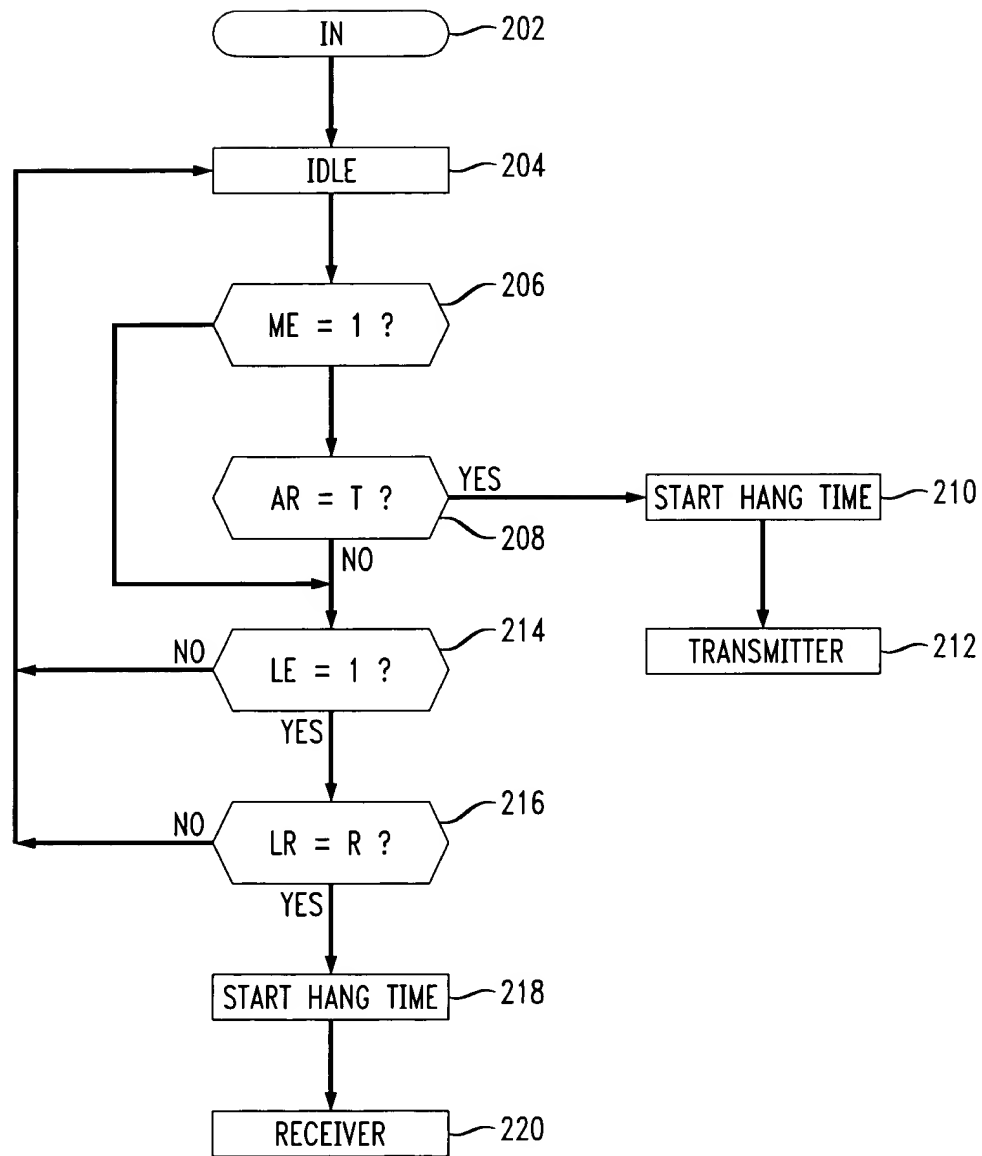 IN
202
IDLE
204
206
ME = 1 ?
AR = T ?
YES
208
NO
START HANG TIME
210
TRANSMITTER
212
214
NO
LE = 1 ?
YES
216
NO
LR = R ?
YES
START HANG TIME
218
RECEIVER
220